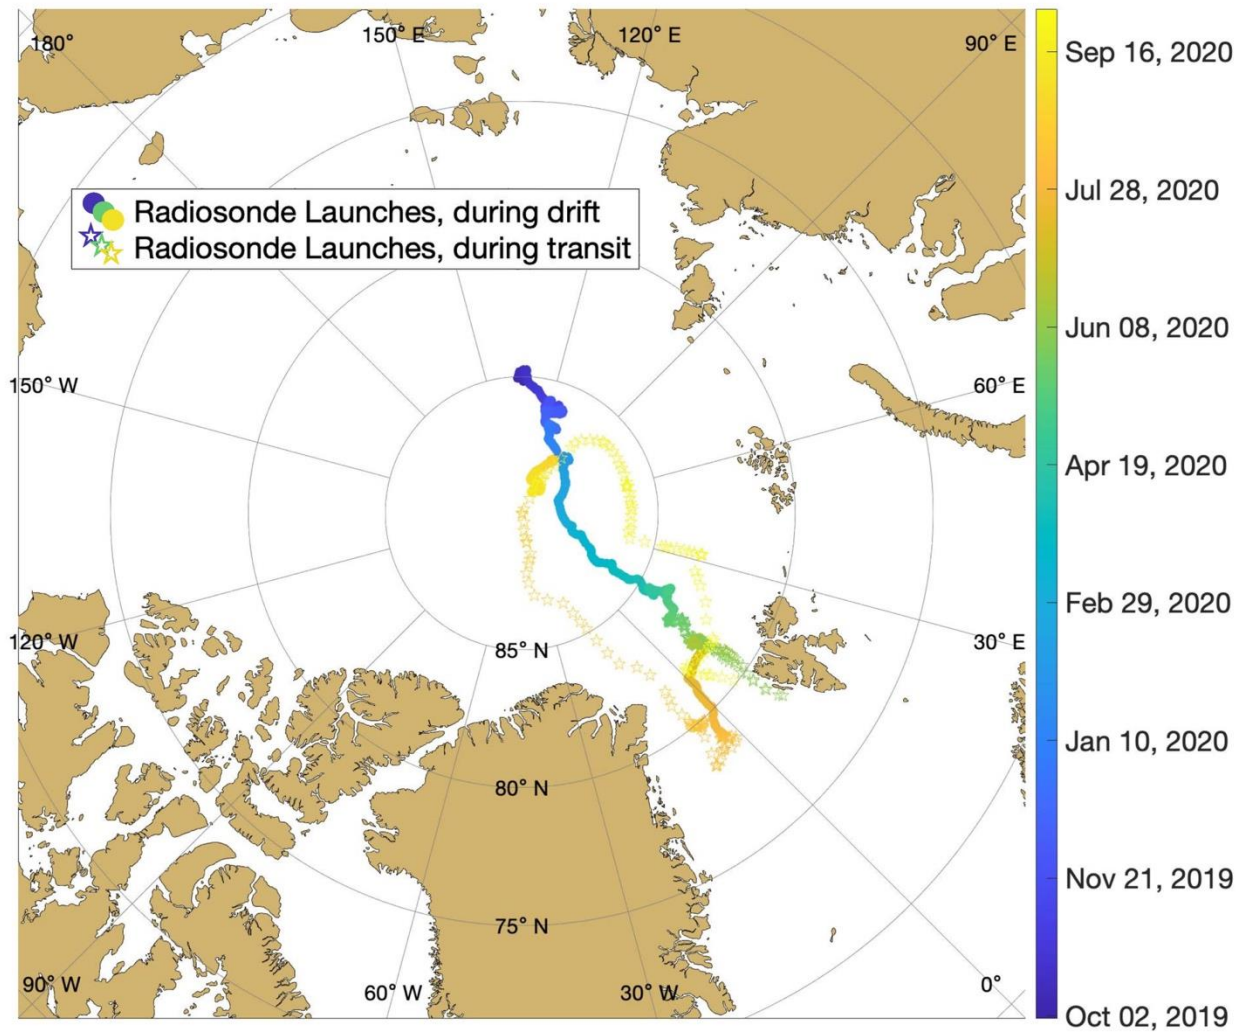 180°
150° E
120° E
90° E
Sep 16, 2020
Radiosonde Launches, during drift
Radiosonde Launches, during transit
Jul 28, 2020
Jun 08, 2020
150° W
60° E
Apr 19, 2020
Feb 29, 2020
120° W
85° N
30° E
Jan 10, 2020
80° N
Nov 21, 2019
75° N
90° W
60° W
30° W
0°
Oct 02, 2019